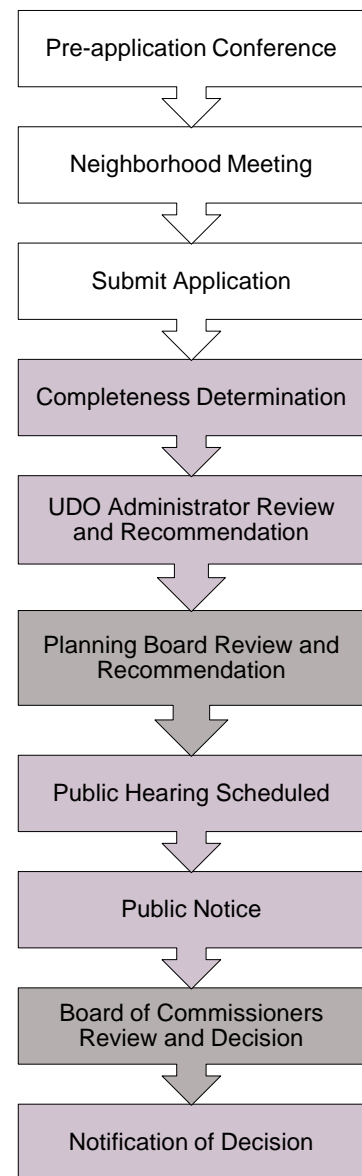 Pre-application Conference
Neighborhood Meeting
Submit Application
Completeness Determination
UDO Administrator Review
and Recommendation
Planning Board Review and
Recommendation
Public Hearing Scheduled
Public Notice
Board of Commissioners
Review and Decision
Notification of Decision